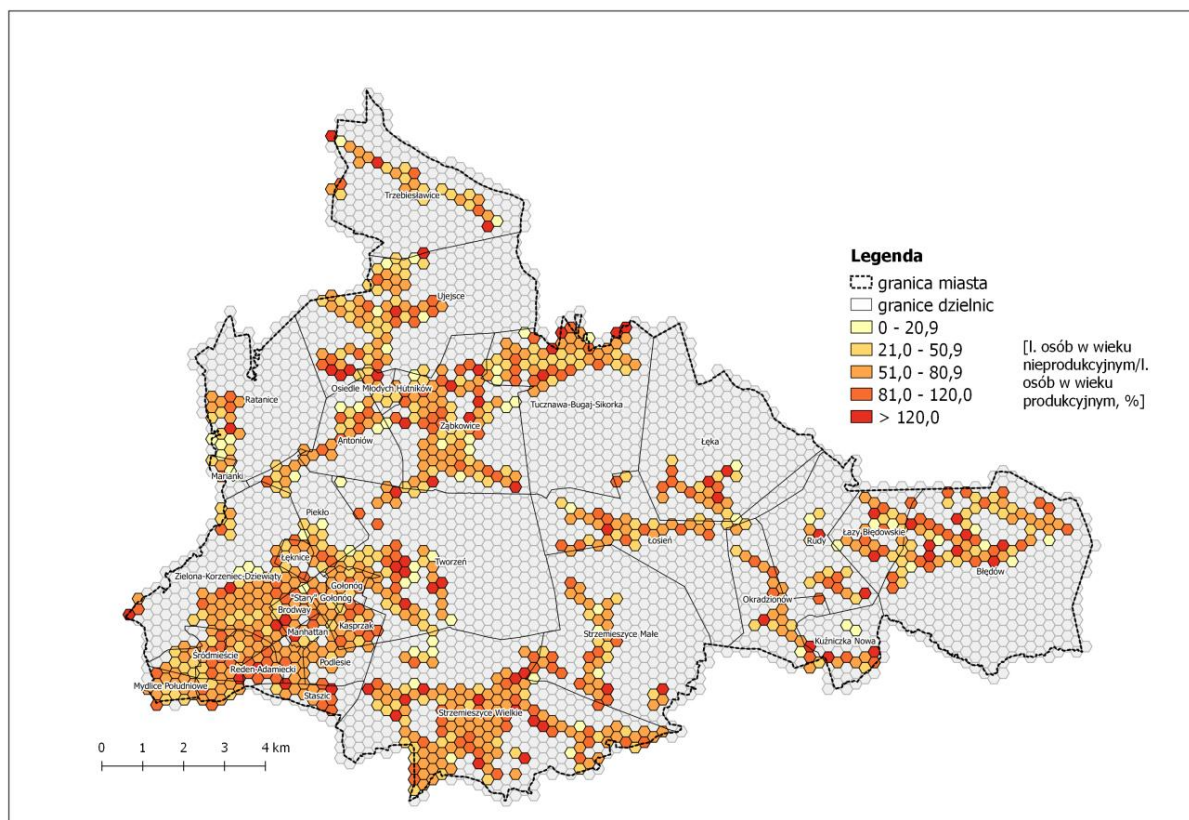 Trzebiesławice
Legenda
granica miasta
granice dzielnic
0 - 20,9
21,0 - 50,9
51,0 - 80,9
81,0 - 120,0
> 120,0
[l. osób w wieku
nieprodukcyjnym/l.
osób w wieku
produkcyjnym, %]
Ujejsce
Osiedle Młodych Hutników
Ratanice
Tucznawa-Bugaj-Sikorka
Ząbkowice
Antoniów
Łęka
Marianki
Piekło
Łosień
Rudy
Łazy Błędowskie
Błędów
Łęknice
Tworzeń
Zielona-Korzeniec-Dziewiąty
Gołonóg
"Stary" Gołonóg
Brodway
Okradzionów
Kasprzak
Manhattan
Strzemieszyce Małe
Kuźniczka Nowa
Śródmieście
Podlesie
Reden-Adamiecki
Mydlice Południowe
Staszic
Strzemieszyce Wielkie
0 1 2 3 4 km